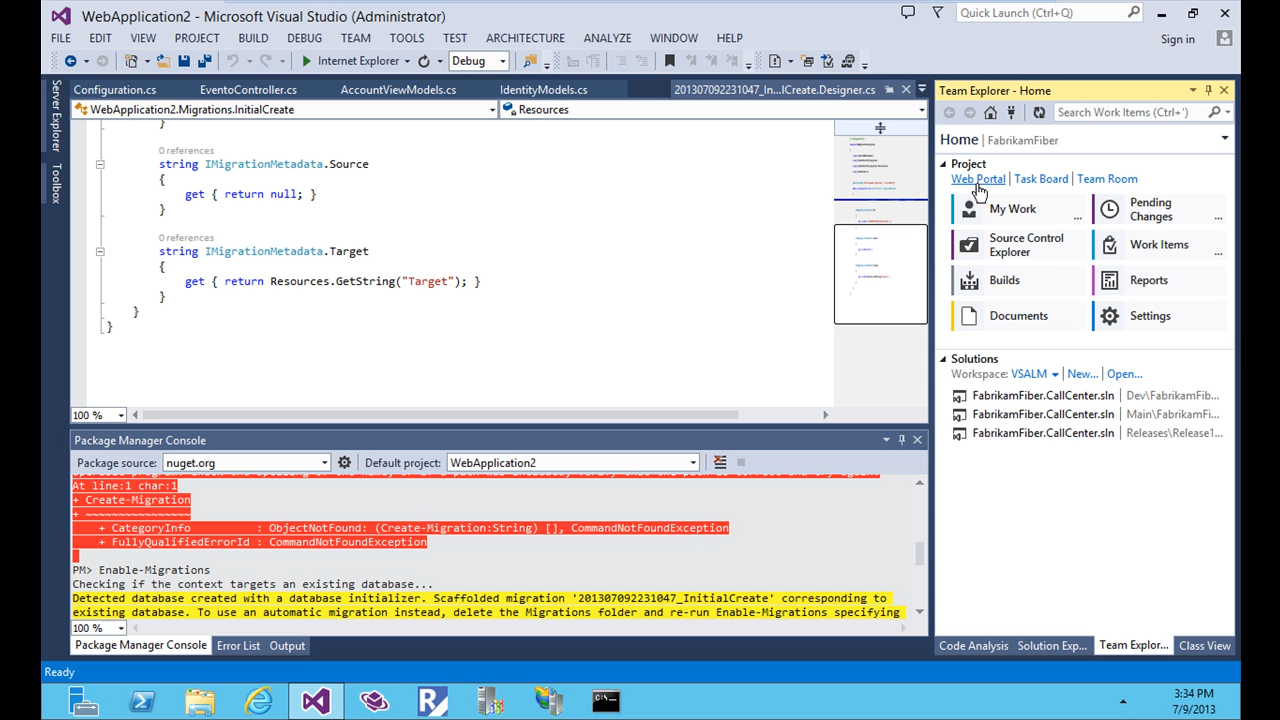 WebApplication2 - Microsoft Visual Studio (Administrator)
Quick Launch (Ctrl+Q)
FILE EDIT VIEW PROJECT BUILD DEBUG TEAM TOOLS TEST ARCHITECTURE ANALYZE WINDOW HELP
Sign in
Internet Explorer
Debug
Server Explorer
Toolbox
Configuration.cs
EventoController.cs
AccountViewModels.cs
IdentityModels.cs
201307092231047_In...lCreate.Designer.cs
WebApplication2.Migrations.InitialCreate
Resources
}
0 references
string IMigrationMetadata.Source
{
get { return null; }
}
0 references
string IMigrationMetadata.Target
{
get { return Resources.GetString("Target"); }
}
}
}
100 %
Package Manager Console
Package source: nuget.org
Default project: WebApplication2
At line:1 char:1
+ Create-Migration
+ ~~~~~~~~~~~~~~~~
+ CategoryInfo : ObjectNotFound: (Create-Migration:String) [], CommandNotFoundException
+ FullyQualifiedErrorId : CommandNotFoundException
PM> Enable-Migrations
Checking if the context targets an existing database...
Detected database created with a database initializer. Scaffolded migration '201307092231047_InitialCreate' corresponding to
existing database. To use an automatic migration instead, delete the Migrations folder and re-run Enable-Migrations specifying
100 %
Package Manager Console Error List Output
Team Explorer - Home
Search Work Items (Ctrl+')
Home | FabrikamFiber
Project
Web Portal | Task Board | Team Room
My Work ...
Pending Changes ...
Source Control Explorer
Work Items ...
Builds
Reports
Documents
Settings
Solutions
Workspace: VSALM | New... | Open...
FabrikamFiber.CallCenter.sln | Dev\FabrikamFib...
FabrikamFiber.CallCenter.sln | Main\FabrikamFi...
FabrikamFiber.CallCenter.sln | Releases\Release1...
Code Analysis Solution Exp... Team Explor... Class View
Ready
C:\.
3:34 PM
7/9/2013